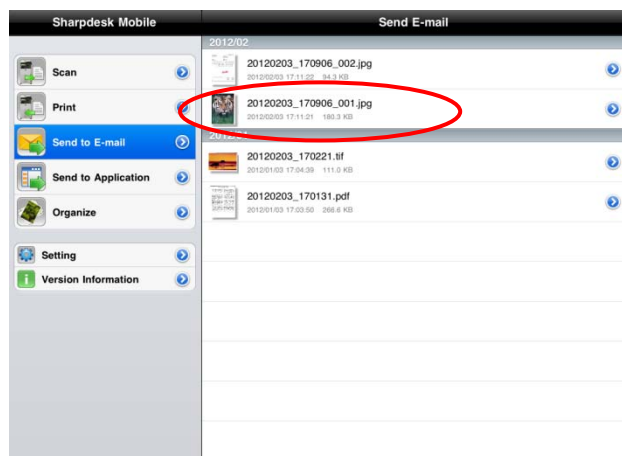 Sharpdesk Mobile
Send E-mail
Scan
Print
Send to E-mail
Send to Application
Organize
Setting
Version Information
2012/02
20120203_170906_002.jpg
2012/02/03 17:11:22 94.3 KB
20120203_170906_001.jpg
2012/02/03 17:11:21 180.3 KB
20120203_170221.tif
2012/01/03 17:04:39 111.0 KB
20120203_170131.pdf
2012/01/03 17:03:50 266.6 KB